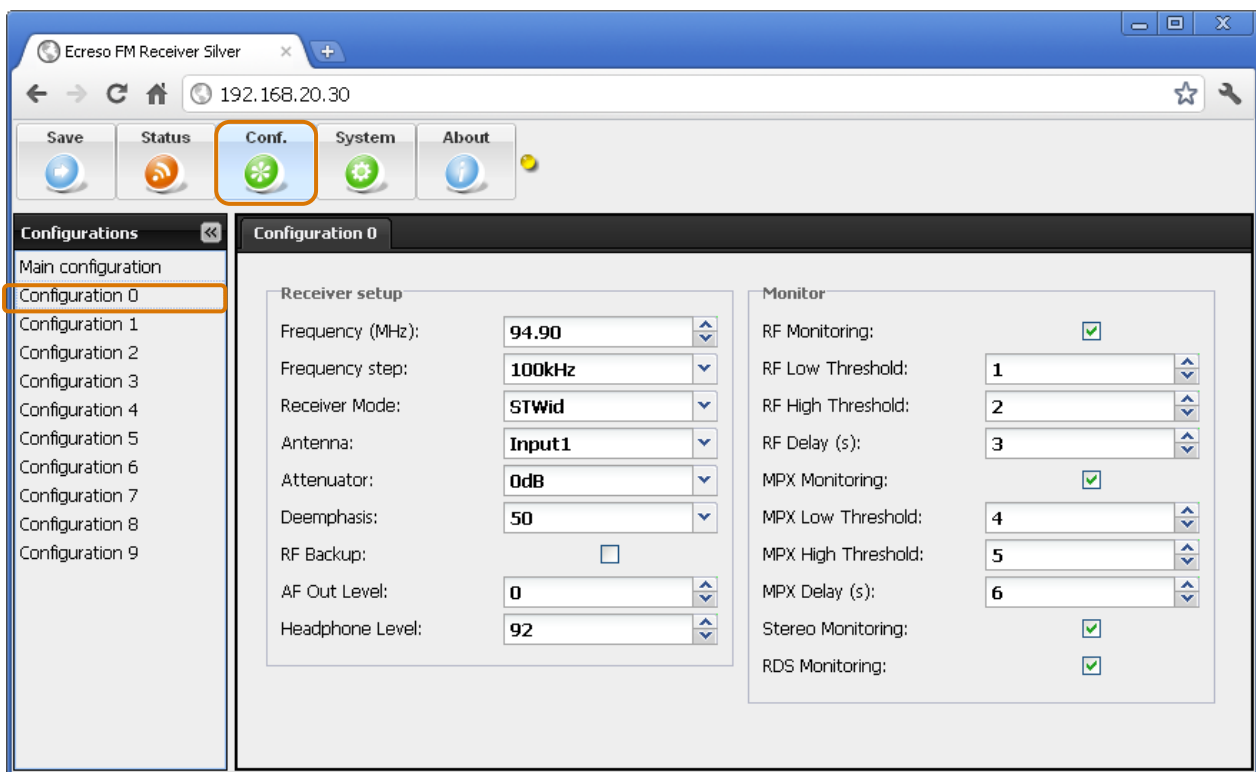 Ecreso FM Receiver Silver
192.168.20.30
Save Status Conf. System About
Configurations
Main configuration
Configuration 0
Configuration 1
Configuration 2
Configuration 3
Configuration 4
Configuration 5
Configuration 6
Configuration 7
Configuration 8
Configuration 9
Configuration 0
Receiver setup
Frequency (MHz): 94.90
Frequency step: 100kHz
Receiver Mode: STWid
Antenna: Input1
Attenuator: 0dB
Deemphasis: 50
RF Backup:
AF Out Level: 0
Headphone Level: 92
Monitor
RF Monitoring:
RF Low Threshold: 1
RF High Threshold: 2
RF Delay (s): 3
MPX Monitoring:
MPX Low Threshold: 4
MPX High Threshold: 5
MPX Delay (s): 6
Stereo Monitoring:
RDS Monitoring: